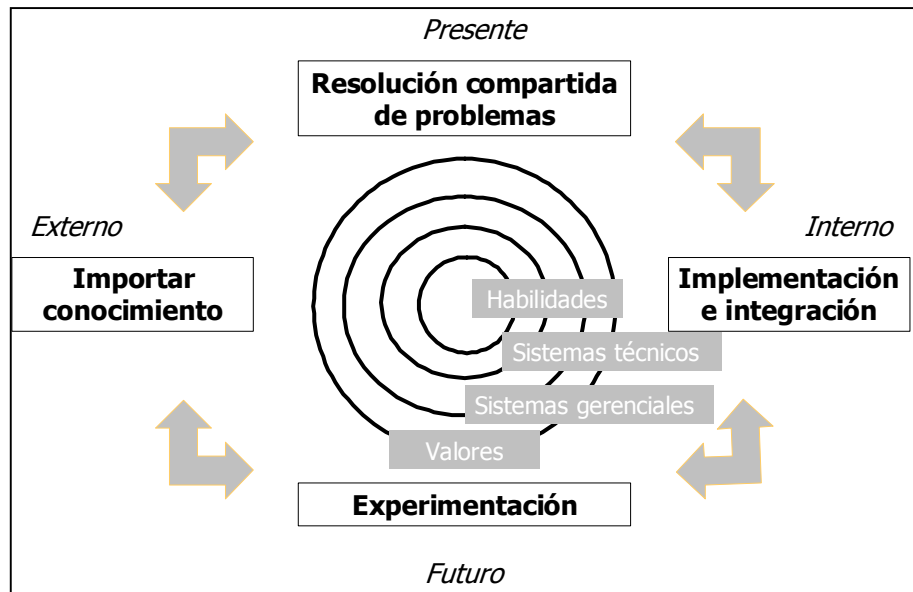 Presente
Resolución compartida
de problemas
Externo
Interno
Importar
conocimiento
Implementación
e integración
Habilidades
Sistemas técnicos
Sistemas gerenciales
Valores
Experimentación
Futuro